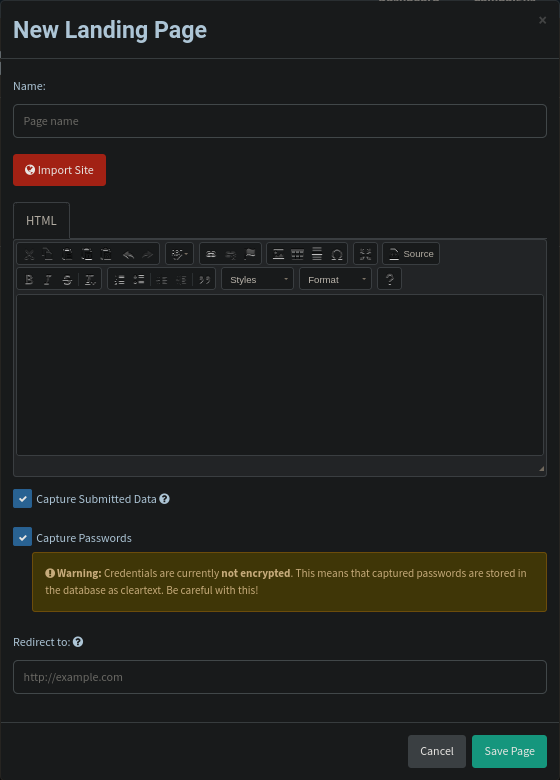 New Landing Page
×
Name:
Page name
Import Site
HTML
Source
B I S Ix
Styles
Format
?
Capture Submitted Data
Capture Passwords
Warning: Credentials are currently not encrypted. This means that captured passwords are stored in
the database as cleartext. Be careful with this!
Redirect to:
http://example.com
Cancel
Save Page